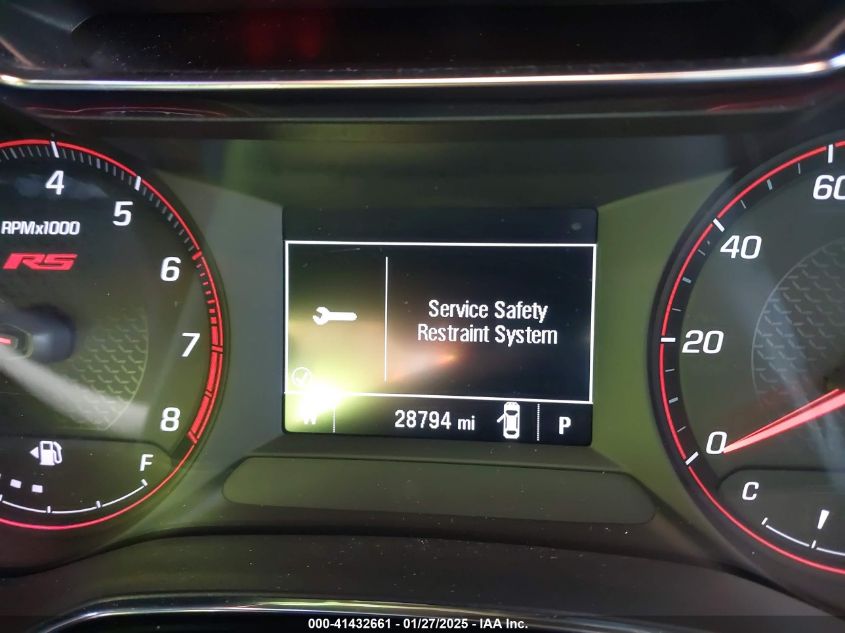 4
5
RPMx1000
RS
6
7
8
F
Service Safety
Restraint System
28794 mi
P
60
40
20
0
C
000-41432661 - 01/27/2025 - IAA Inc.